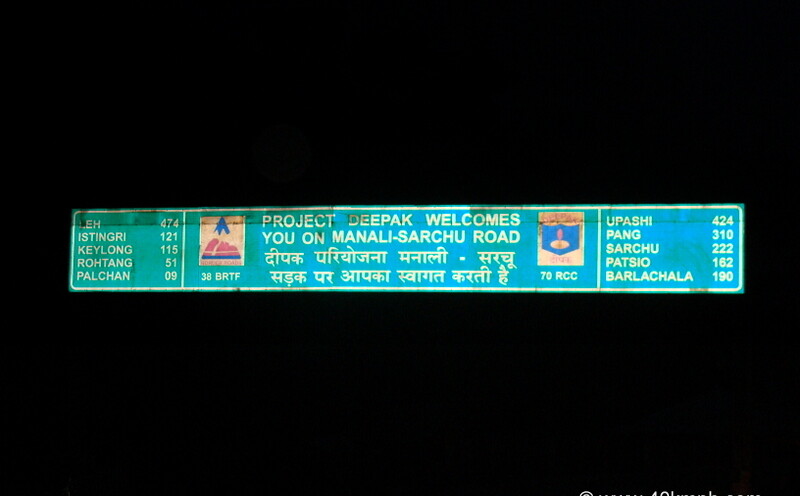 LEH 474
ISTINGRI 121
KEYLONG 115
ROHTANG 51
PALCHAN 09
38 BRTF
PROJECT DEEPAK WELCOMES
YOU ON MANALI-SARCHU ROAD
दीपक परियोजना मनाली - सरचू
सड़क पर आपका स्वागत करती है
दीपक
70 RCC
UPASHI 424
PANG 310
SARCHU 222
PATSIO 162
BARLACHALA 190